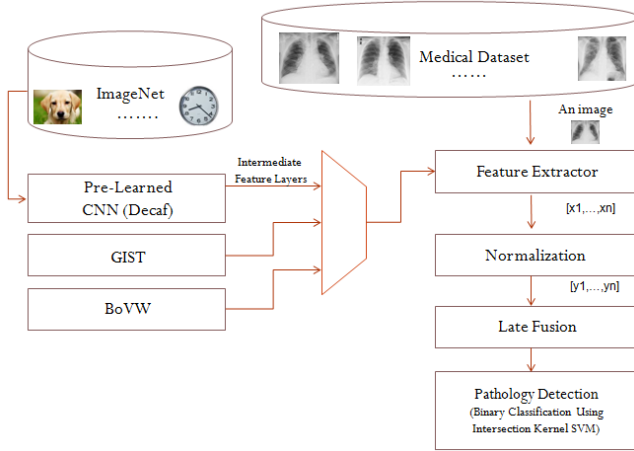 ImageNet
.......
Medical Dataset
......
An image
Pre-Learned
CNN (Decaf)
Intermediate
Feature Layers
GIST
BoVW
Feature Extractor
[x1,...,xn]
Normalization
[y1,...,yn]
Late Fusion
Pathology Detection
(Binary Classification Using
Intersection Kernel SVM)